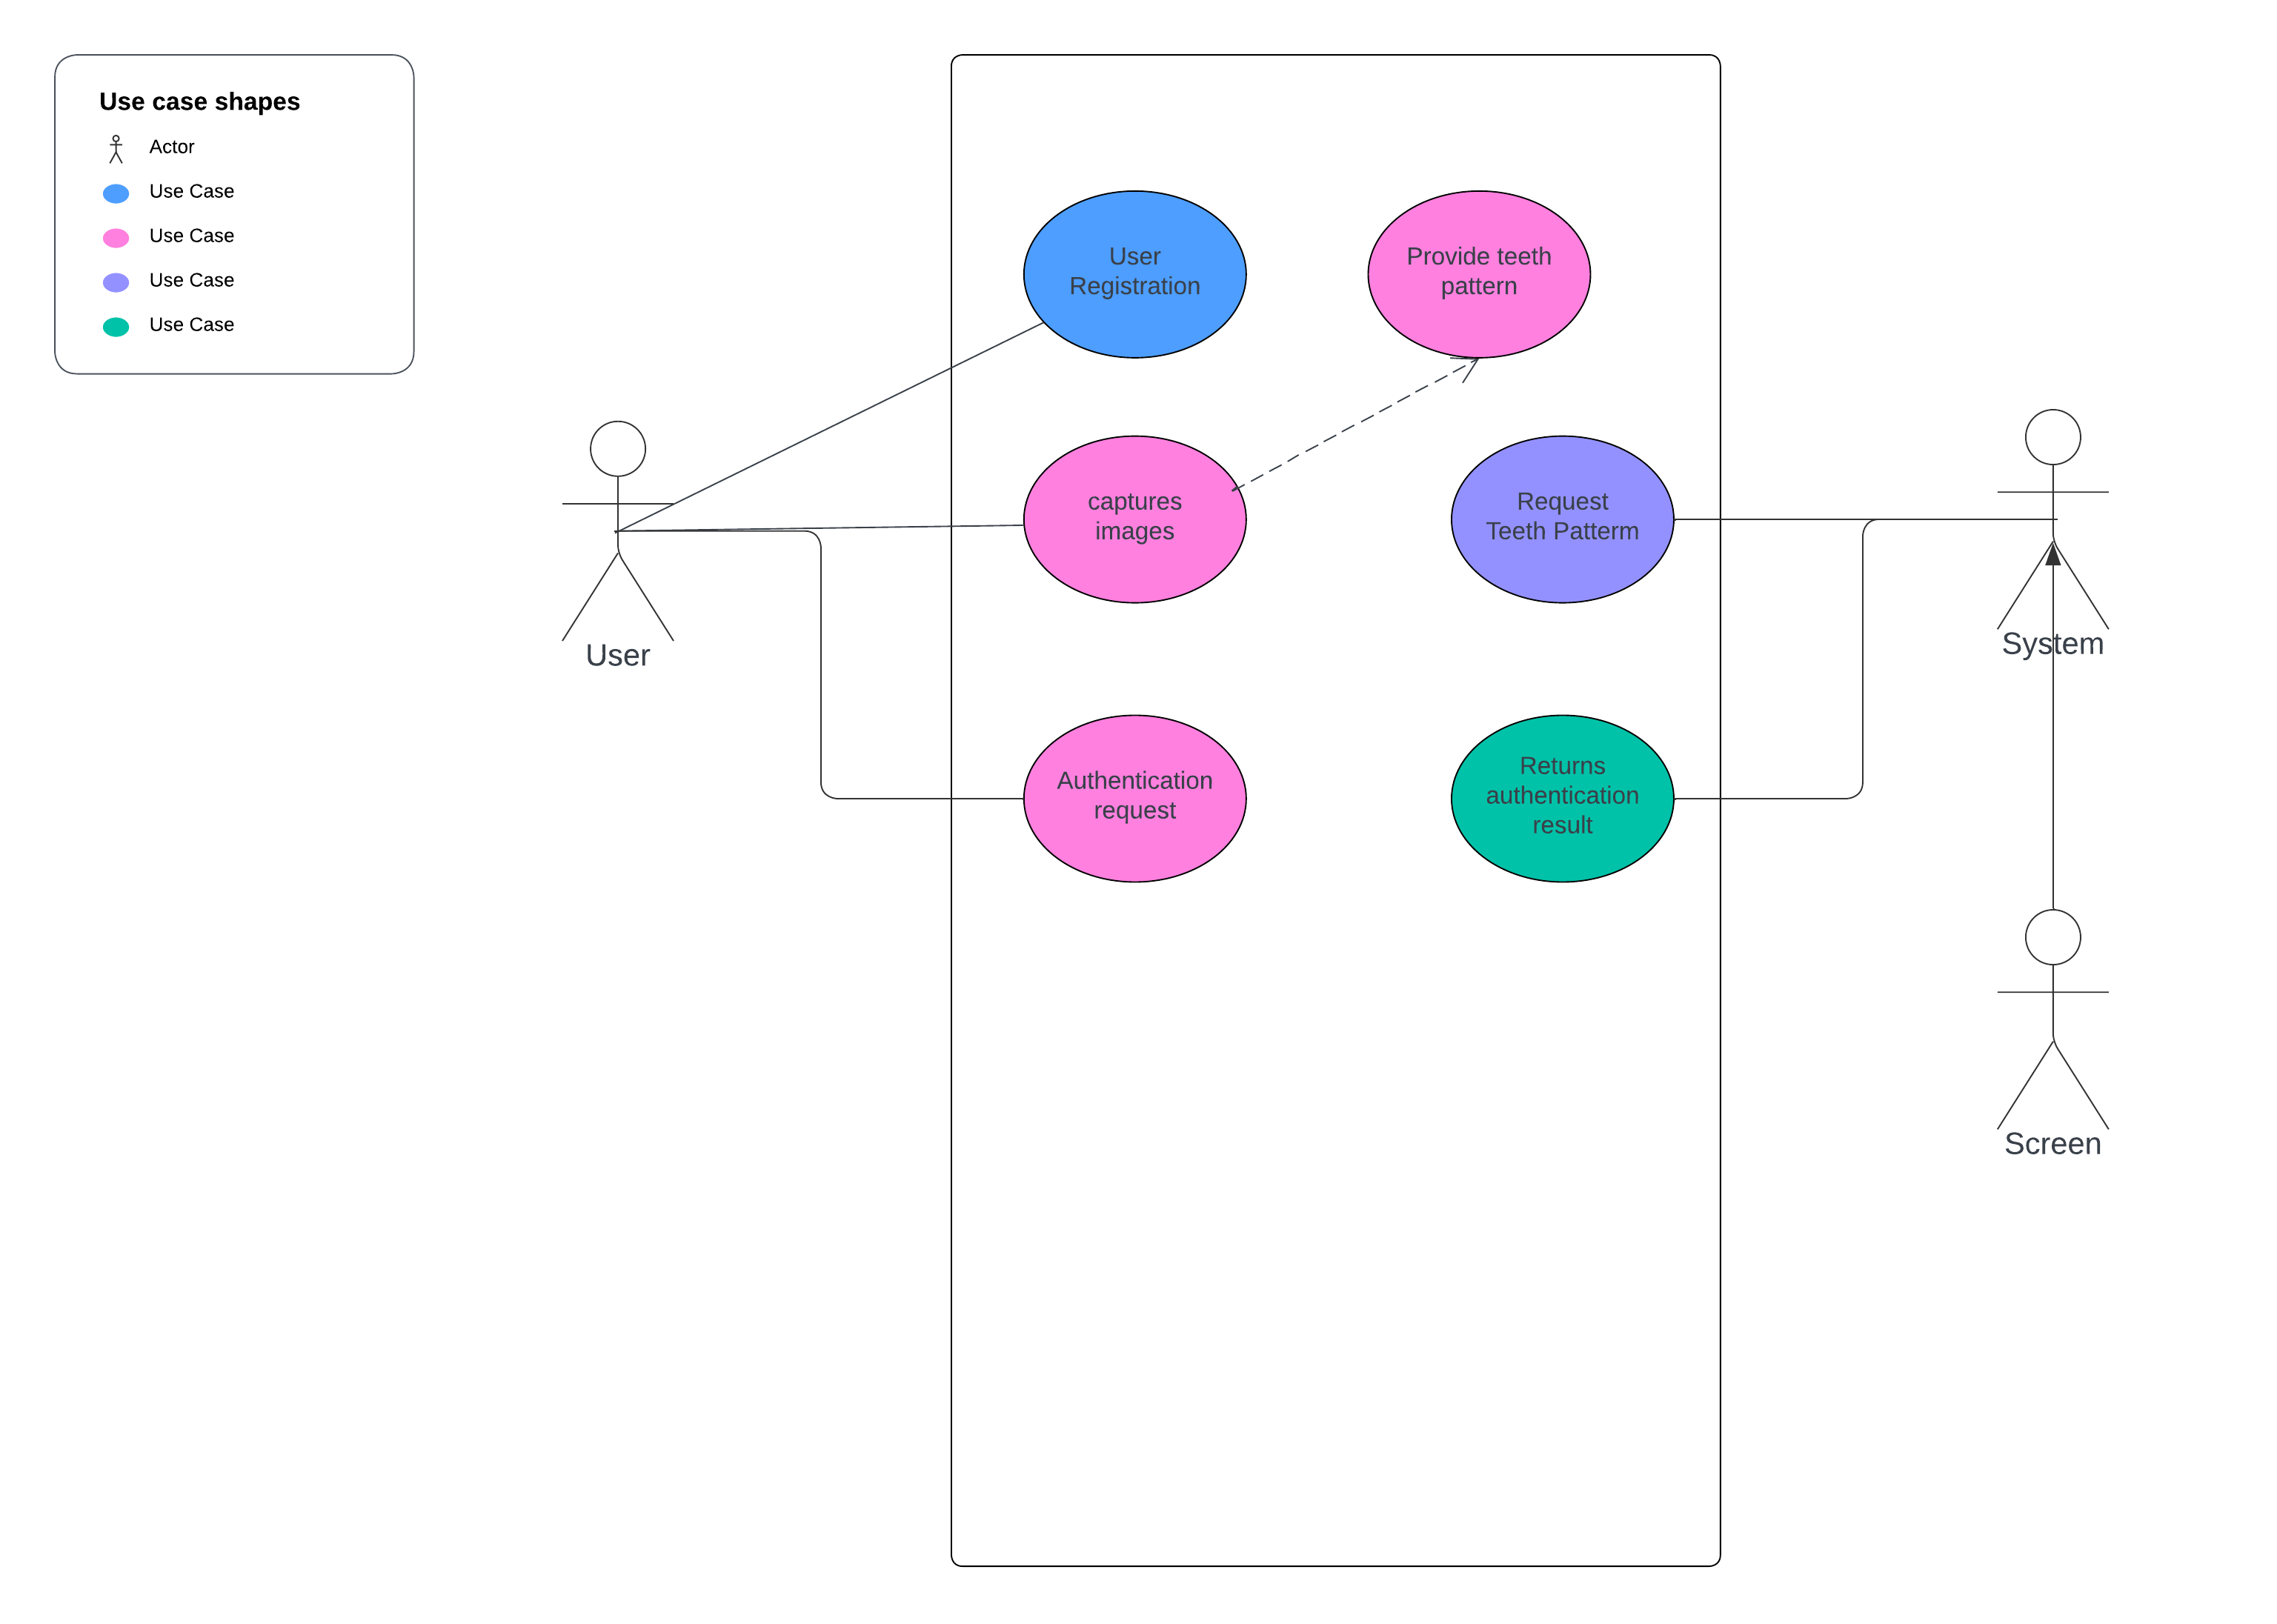 Use case shapes
Actor
Use Case
Use Case
Use Case
Use Case
User
Registration
Provide teeth
pattern
captures
images
Request
Teeth Patterm
User
System
Authentication
request
Returns
authentication
result
Screen